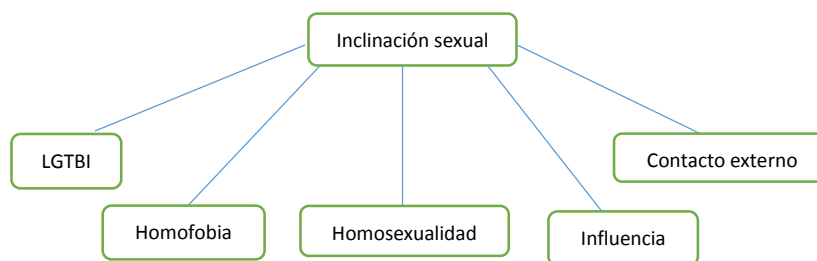 Inclinación sexual
LGTBI
Contacto externo
Homofobia
Homosexualidad
Influencia